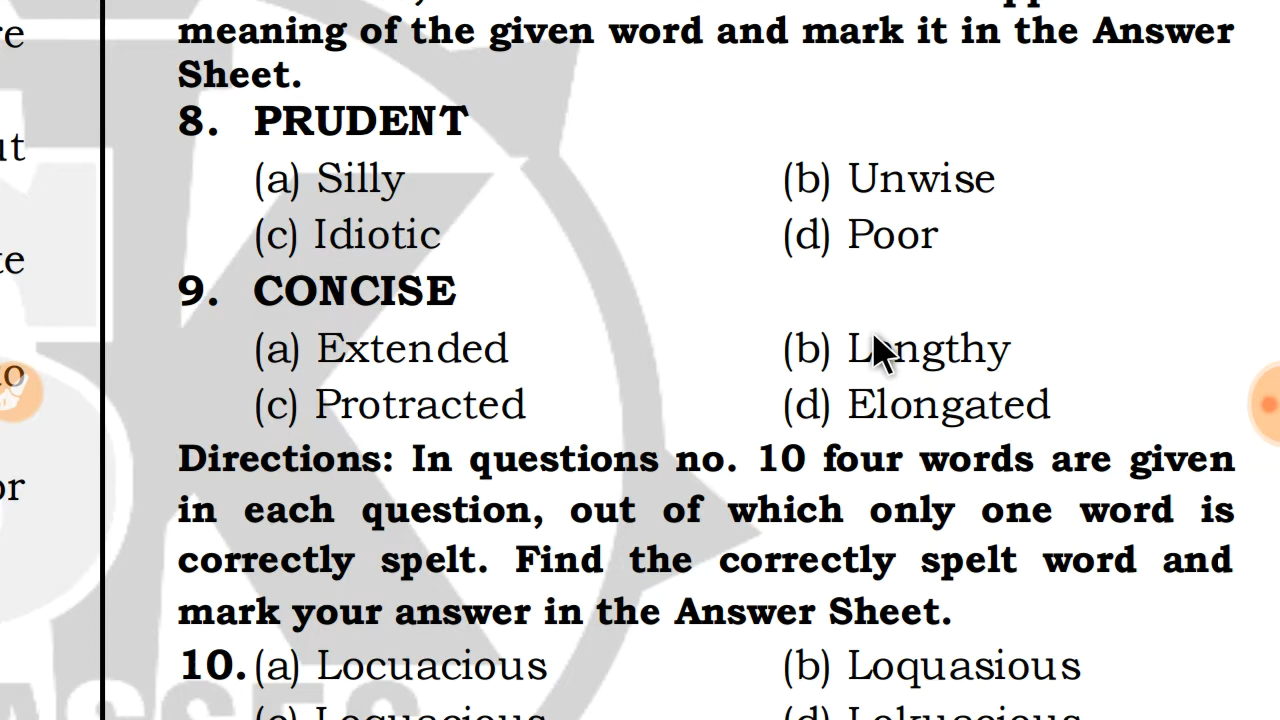 meaning of the given word and mark it in the Answer
Sheet.
8. PRUDENT
(a) Silly (b) Unwise
(c) Idiotic (d) Poor
9. CONCISE
(a) Extended (b) Lengthy
(c) Protracted (d) Elongated
Directions: In questions no. 10 four words are given
in each question, out of which only one word is
correctly spelt. Find the correctly spelt word and
mark your answer in the Answer Sheet.
10. (a) Locuacious (b) Loquasious
(c) Loquacious (d) Lokuacious